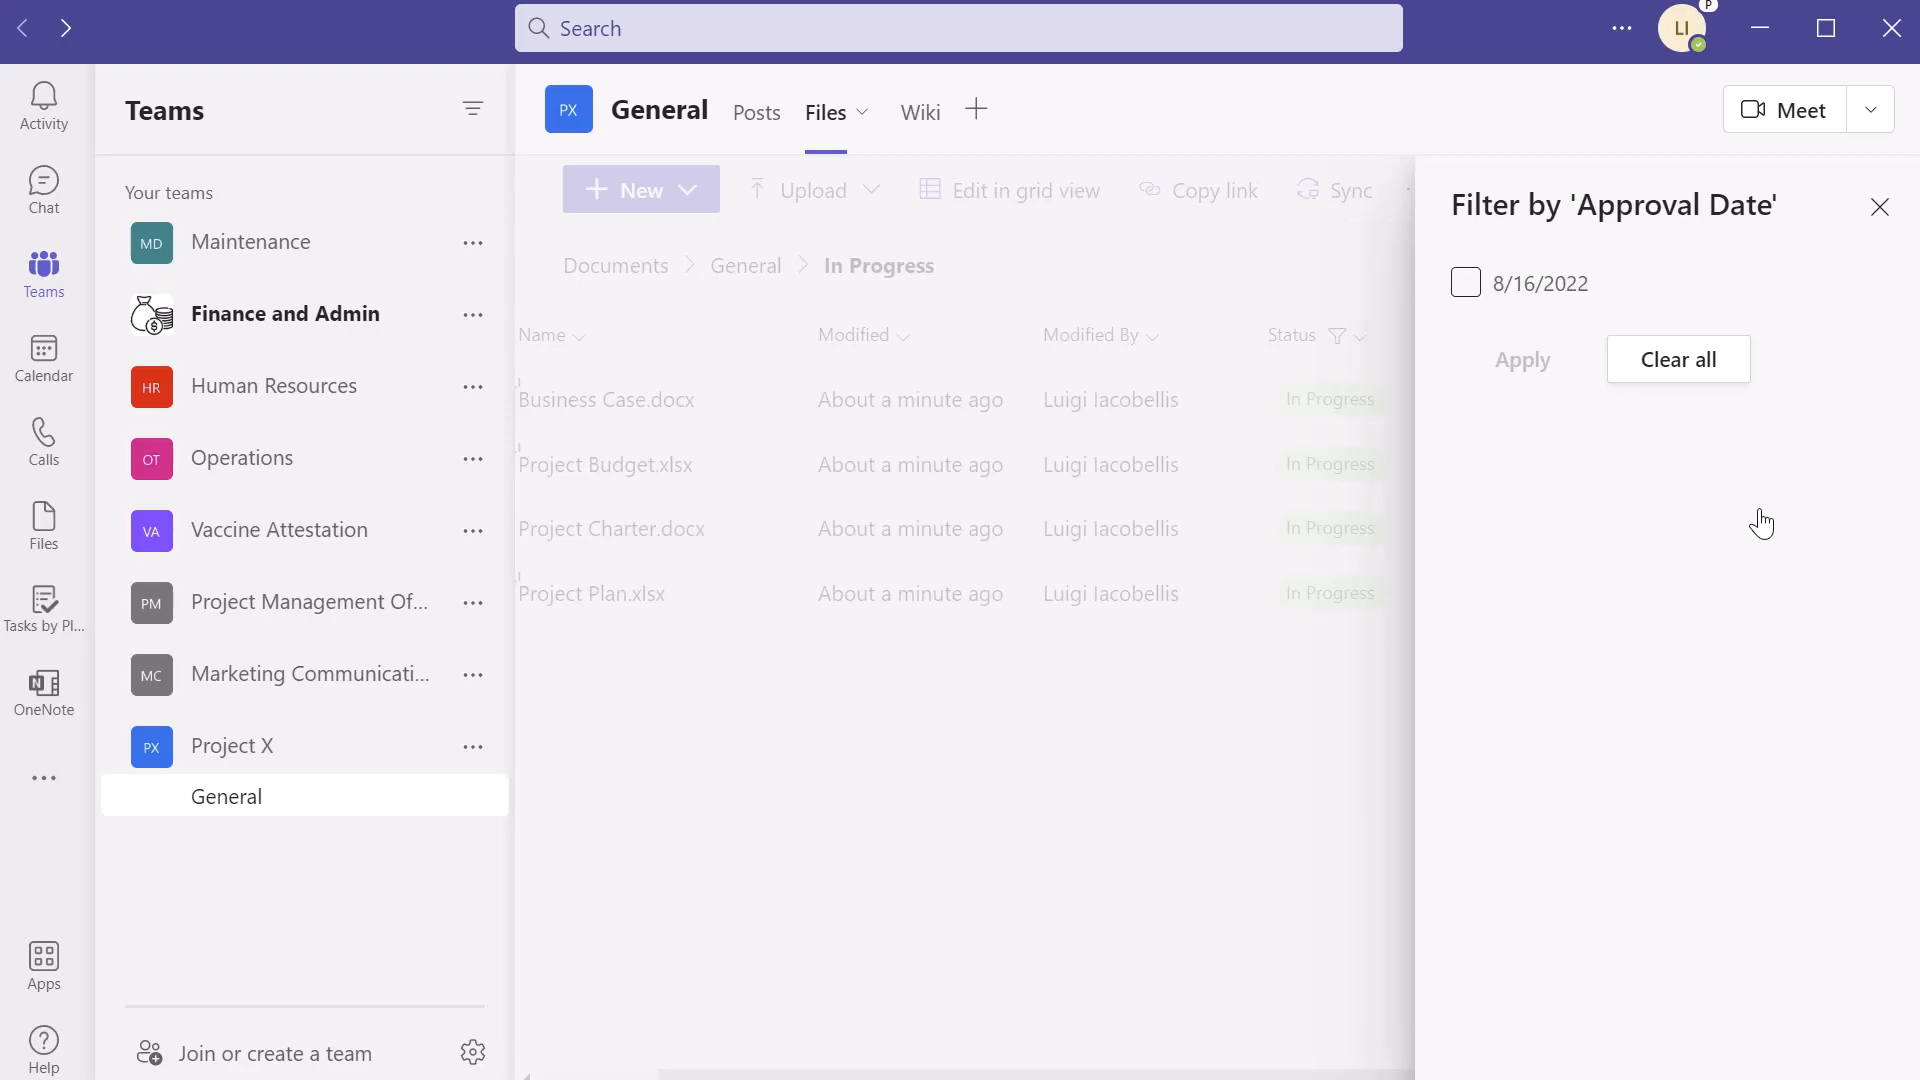 Search
LI
P
Activity
Chat
Teams
Calendar
Calls
Files
Tasks by Pl...
OneNote
Apps
Help
Teams
Your teams
MD Maintenance
Finance and Admin
HR Human Resources
OT Operations
VA Vaccine Attestation
PM Project Management Of...
MC Marketing Communicati...
PX Project X
General
Join or create a team
PX General Posts Files Wiki
Meet
New Upload Edit in grid view Copy link Sync
Documents > General > In Progress
Name Modified Modified By Status
Business Case.docx About a minute ago Luigi Iacobellis In Progress
Project Budget.xlsx About a minute ago Luigi Iacobellis In Progress
Project Charter.docx About a minute ago Luigi Iacobellis In Progress
Project Plan.xlsx About a minute ago Luigi Iacobellis In Progress
Filter by 'Approval Date'
8/16/2022
Apply Clear all